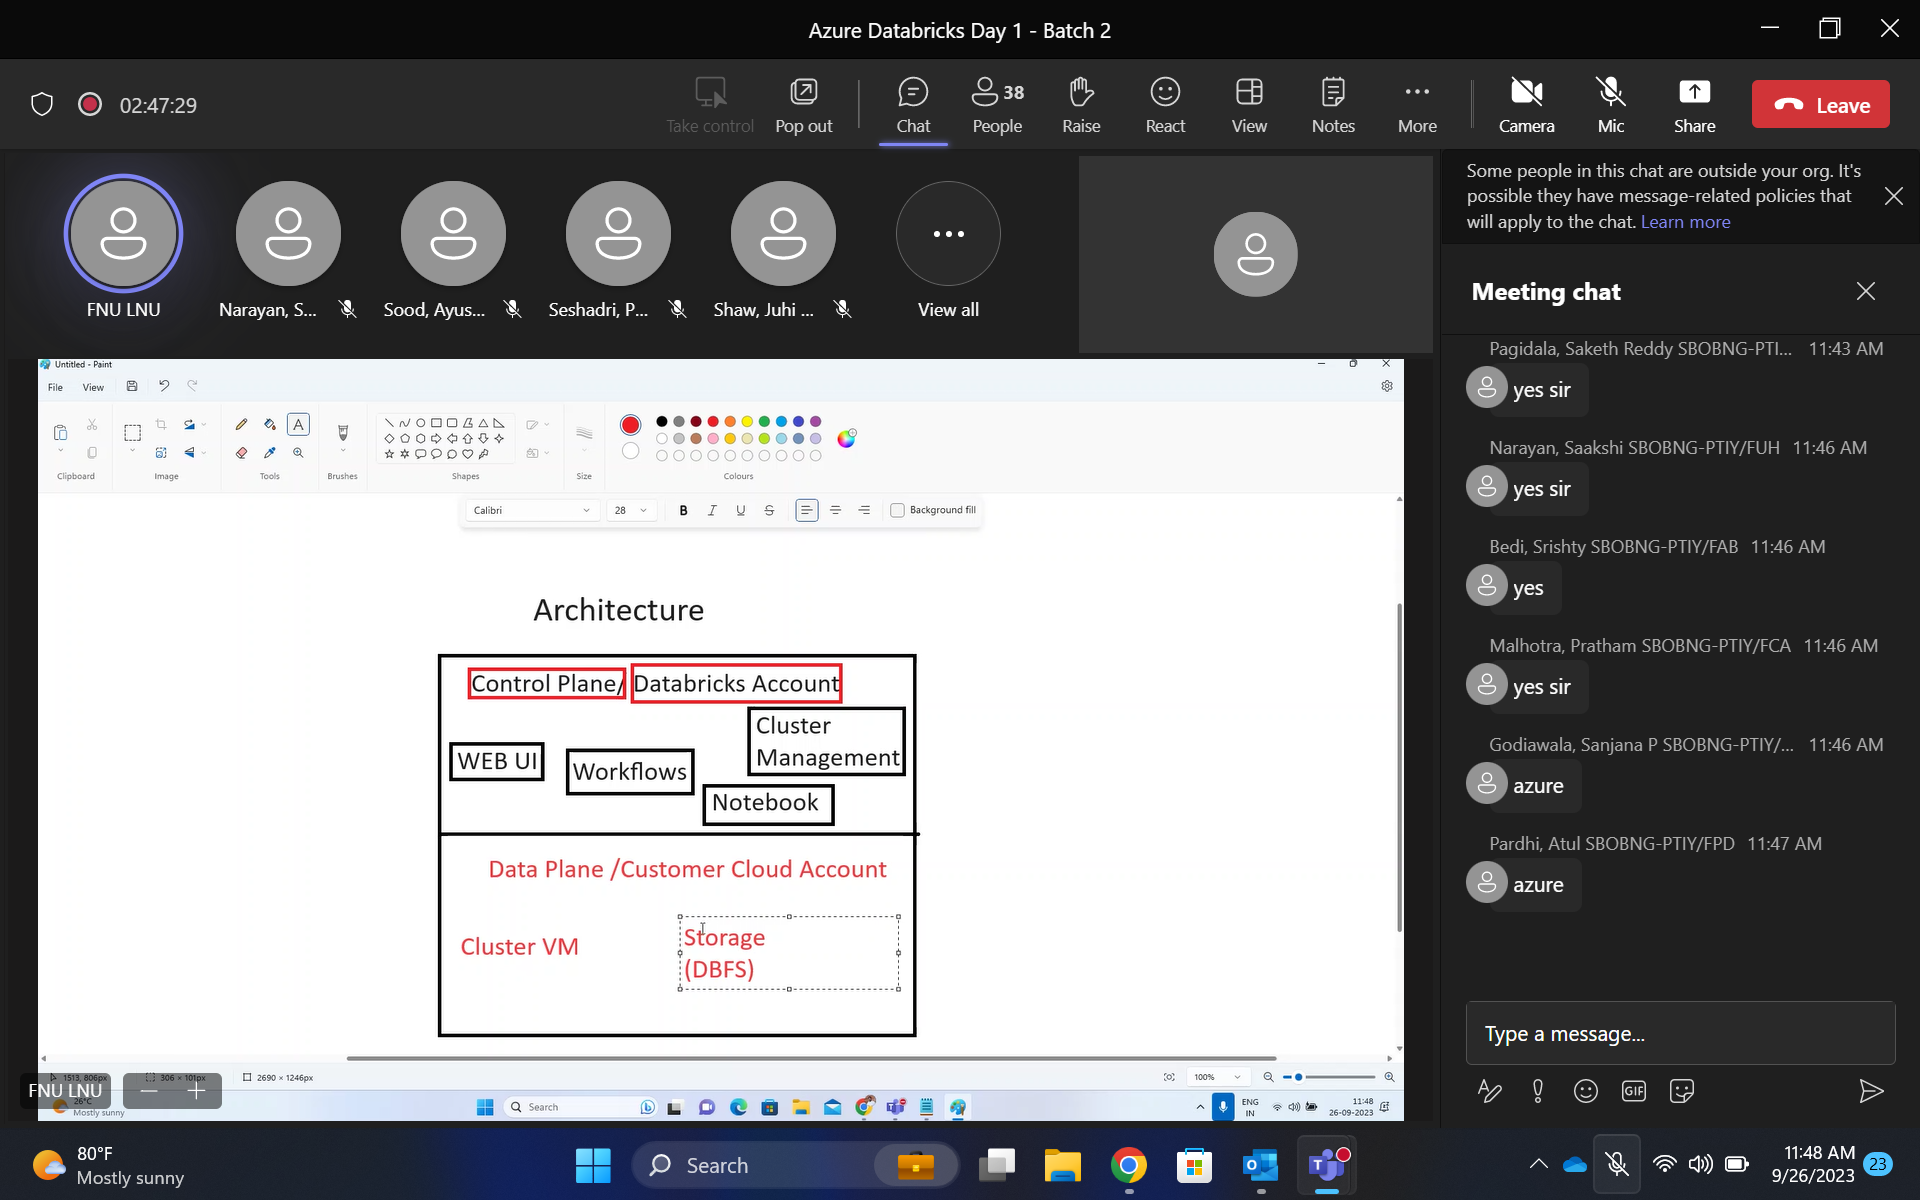 Azure Databricks Day 1 - Batch 2
02:47:29
Take control
Pop out
Chat
38
People
Raise
React
View
Notes
More
Camera
Mic
Share
Leave
FNU LNU
Narayan, S...
Sood, Ayus...
Seshadri, P...
Shaw, Juhi ...
View all
Some people in this chat are outside your org. It's
possible they have message-related policies that
will apply to the chat. Learn more
Meeting chat
Pagidala, Saketh Reddy SBOBNG-PTI... 11:43 AM
yes sir
Narayan, Saakshi SBOBNG-PTIY/FUH 11:46 AM
yes sir
Bedi, Srishty SBOBNG-PTIY/FAB 11:46 AM
yes
Malhotra, Pratham SBOBNG-PTIY/FCA 11:46 AM
yes sir
Godiawala, Sanjana P SBOBNG-PTIY/... 11:46 AM
azure
Pardhi, Atul SBOBNG-PTIY/FPD 11:47 AM
azure
Type a message...
GIF
Untitled - Paint
File View
A
Clipboard
Image
Tools
Brushes
Shapes
Size
Colours
Calibri
28
B I U S
Background fill
Architecture
Control Plane/
Databricks Account
Cluster
Management
WEB UI
Workflows
Notebook
Data Plane /Customer Cloud Account
Cluster VM
Storage
(DBFS)
1513, 806px
306 × 101px
2690 × 1246px
100%
FNU LNU
26°C
Mostly sunny
Search
ENG
IN
11:48
26-09-2023
80°F
Mostly sunny
Search
11:48 AM
9/26/2023
23